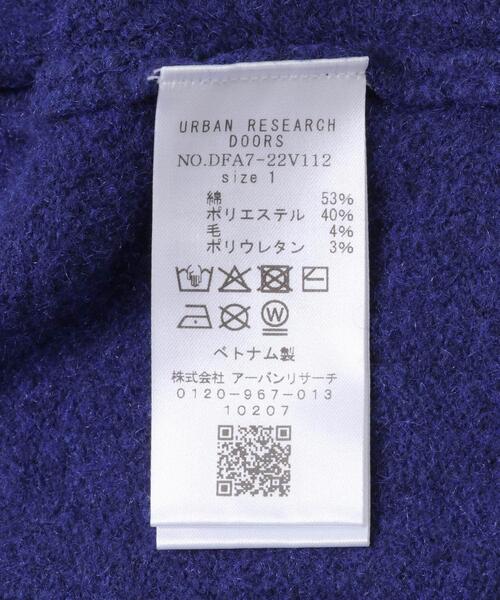 URBAN RESEARCH
DOORS
NO.DFA7-22V112
size 1
綿 53%
ポリエステル 40%
毛 4%
ポリウレタン 3%
W
ベトナム製
株式会社 アーバンリサーチ
0120-967-013
10207